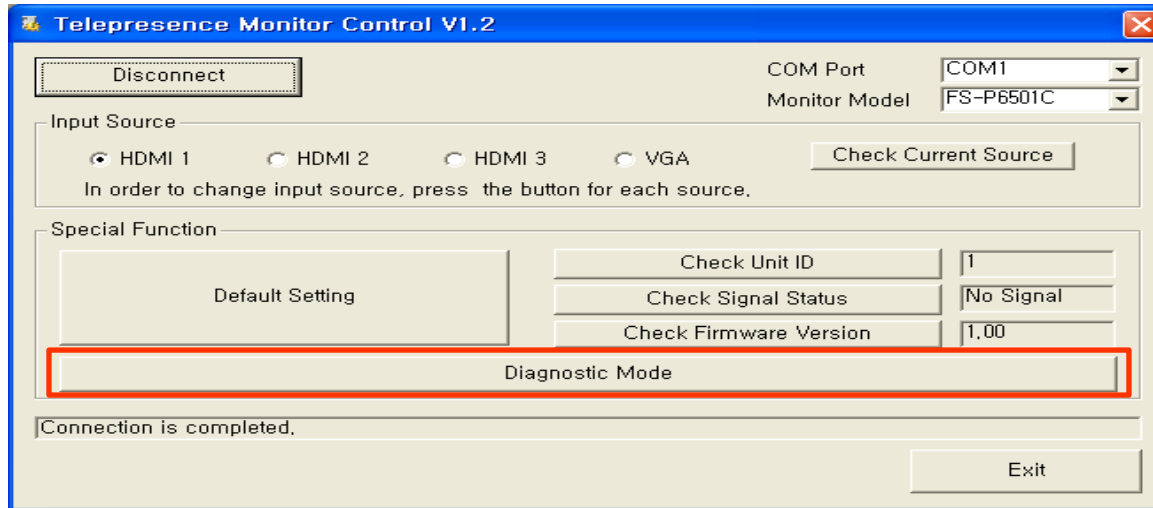 Telepresence Monitor Control V1.2
Disconnect
COM Port COM1
Monitor Model FS-P6501C
Input Source
HDMI 1 HDMI 2 HDMI 3 VGA Check Current Source
In order to change input source, press the button for each source.
Special Function
Default Setting
Check Unit ID 1
Check Signal Status No Signal
Check Firmware Version 1.00
Diagnostic Mode
Connection is completed.
Exit